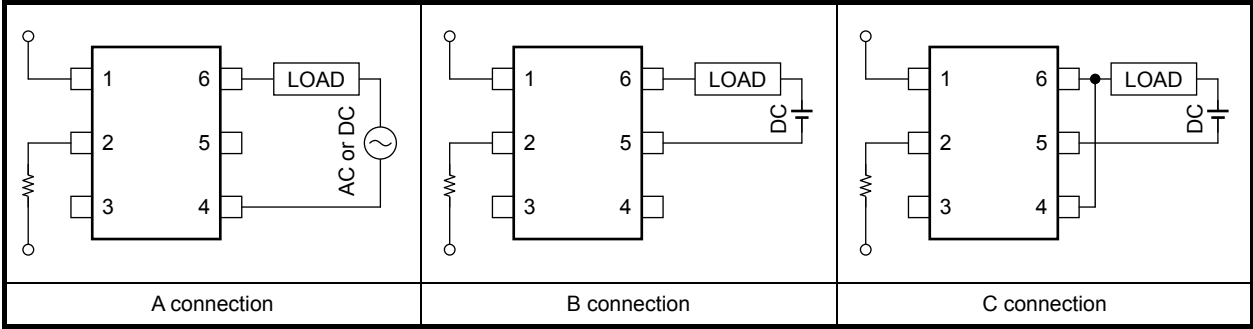 1 6 LOAD
2 5
3 4
AC or DC
A connection
1 6 LOAD
DC
2 5
3 4
B connection
1 6 LOAD
DC
2 5
3 4
C connection